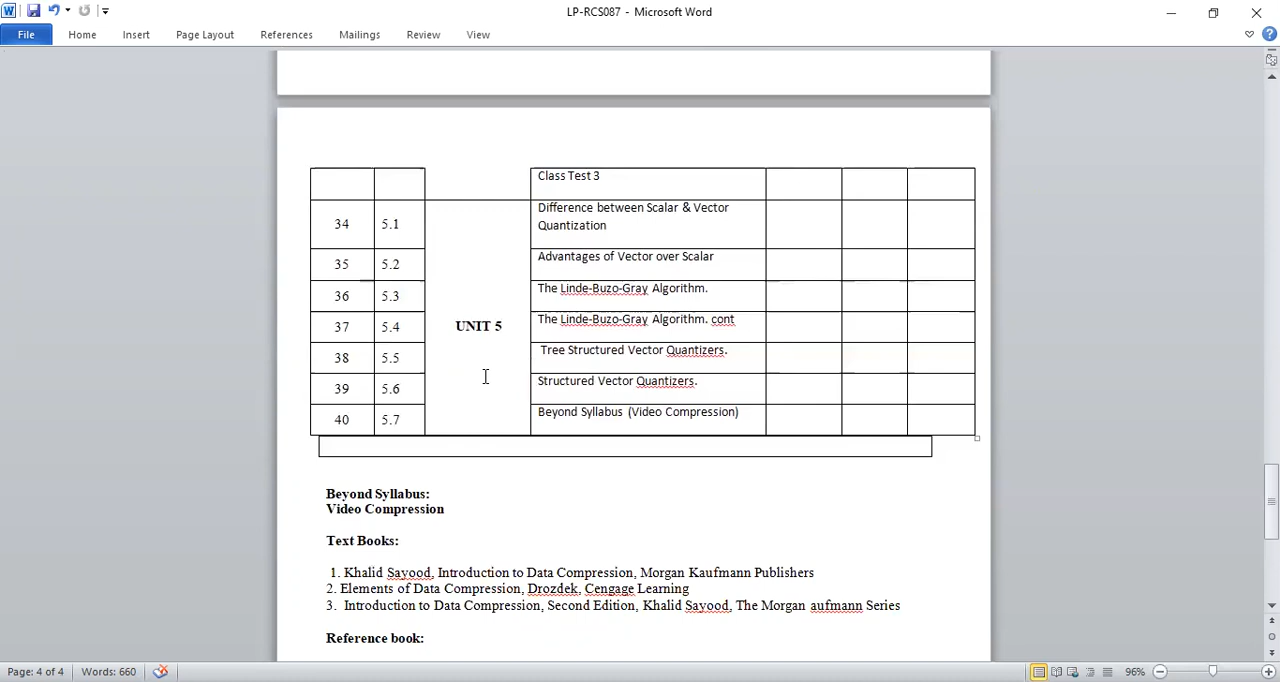 LP-RCS087 - Microsoft Word
File Home Insert Page Layout References Mailings Review View
Class Test 3
34 5.1 Difference between Scalar & Vector
Quantization
35 5.2 Advantages of Vector over Scalar
36 5.3 The Linde-Buzo-Gray Algorithm.
37 5.4 UNIT 5 The Linde-Buzo-Gray Algorithm. cont
38 5.5 Tree Structured Vector Quantizers.
39 5.6 Structured Vector Quantizers.
40 5.7 Beyond Syllabus (Video Compression)
Beyond Syllabus:
Video Compression
Text Books:
1. Khalid Sayood, Introduction to Data Compression, Morgan Kaufmann Publishers
2. Elements of Data Compression, Drozdek, Cengage Learning
3. Introduction to Data Compression, Second Edition, Khalid Sayood, The Morgan aufmann Series
Reference book:
Page: 4 of 4 Words: 660 96%